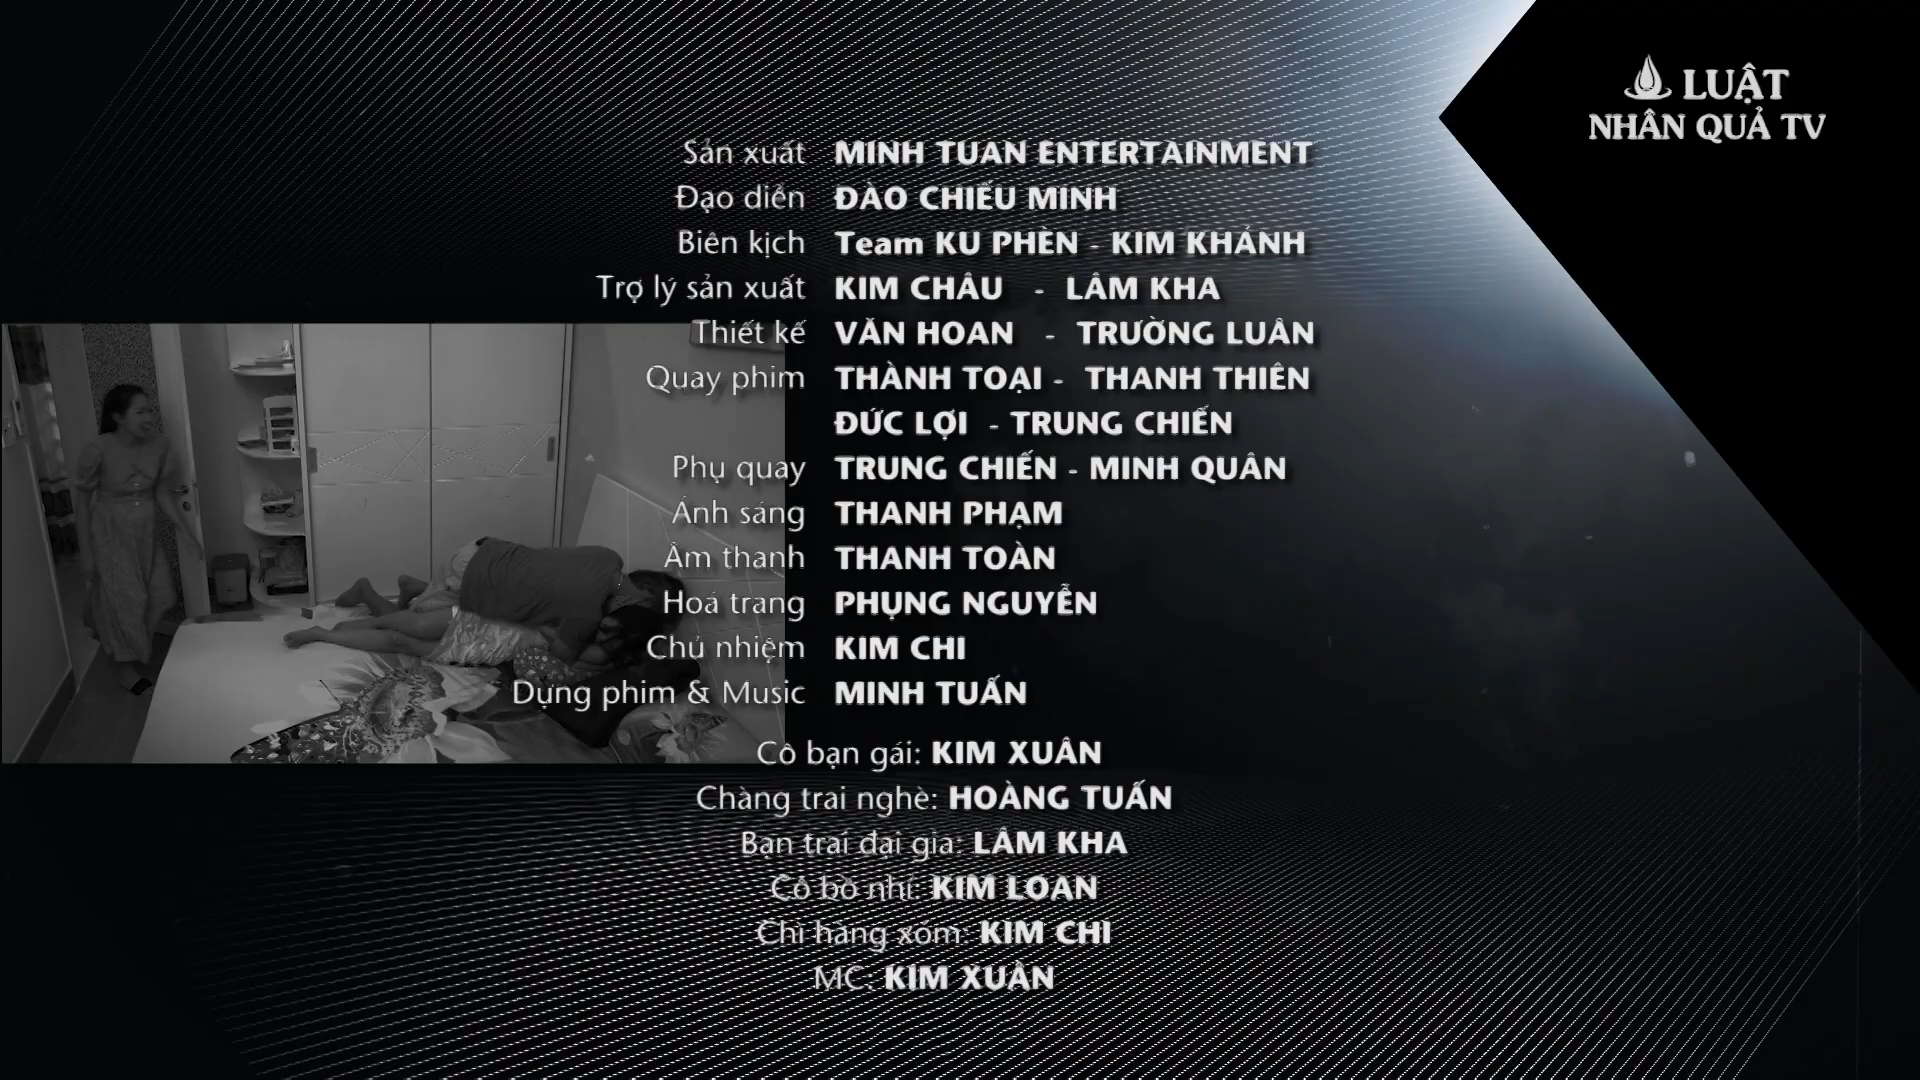 LUẬT
NHÂN QUẢ TV
Sản xuất MINH TUAN ENTERTAINMENT
Đạo diễn ĐÀO CHIẾU MINH
Biên kịch Team KU PHÈN - KIM KHÁNH
Trợ lý sản xuất KIM CHÂU - LÂM KHA
Thiết kế VĂN HOAN - TRƯỜNG LUÂN
Quay phim THÀNH TOẠI - THANH THIÊN
ĐỨC LỢI - TRUNG CHIẾN
Phụ quay TRUNG CHIẾN - MINH QUÂN
Ánh sáng THANH PHẠM
Âm thanh THANH TOÀN
Hoá trang PHỤNG NGUYỄN
Chủ nhiệm KIM CHI
Dựng phim & Music MINH TUẤN
Cô bạn gái: KIM XUÂN
Chàng trai nghè: HOÀNG TUẤN
Bạn trai đại gia: LÂM KHA
Cô bồ nhí: KIM LOAN
Chị hàng xóm: KIM CHI
MC: KIM XUÂN